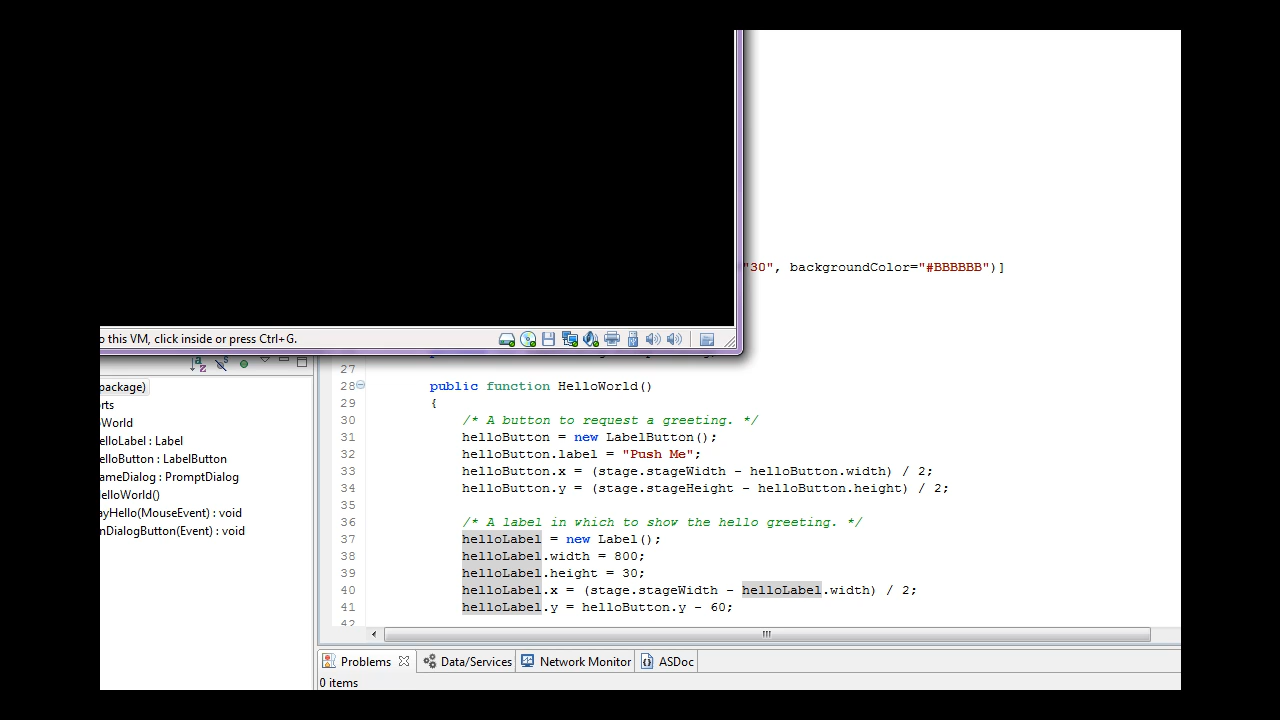 "30", backgroundColor="#BBBBBB")]
o this VM, click inside or press Ctrl+G.
package)
orts
oWorld
elloLabel : Label
elloButton : LabelButton
ameDialog : PromptDialog
HelloWorld()
ayHello(MouseEvent) : void
nDialogButton(Event) : void
27
28 public function HelloWorld()
29 {
30 /* A button to request a greeting. */
31 helloButton = new LabelButton();
32 helloButton.label = "Push Me";
33 helloButton.x = (stage.stageWidth - helloButton.width) / 2;
34 helloButton.y = (stage.stageHeight - helloButton.height) / 2;
35
36 /* A label in which to show the hello greeting. */
37 helloLabel = new Label();
38 helloLabel.width = 800;
39 helloLabel.height = 30;
40 helloLabel.x = (stage.stageWidth - helloLabel.width) / 2;
41 helloLabel.y = helloButton.y - 60;
42
Problems Data/Services Network Monitor ASDoc
0 items